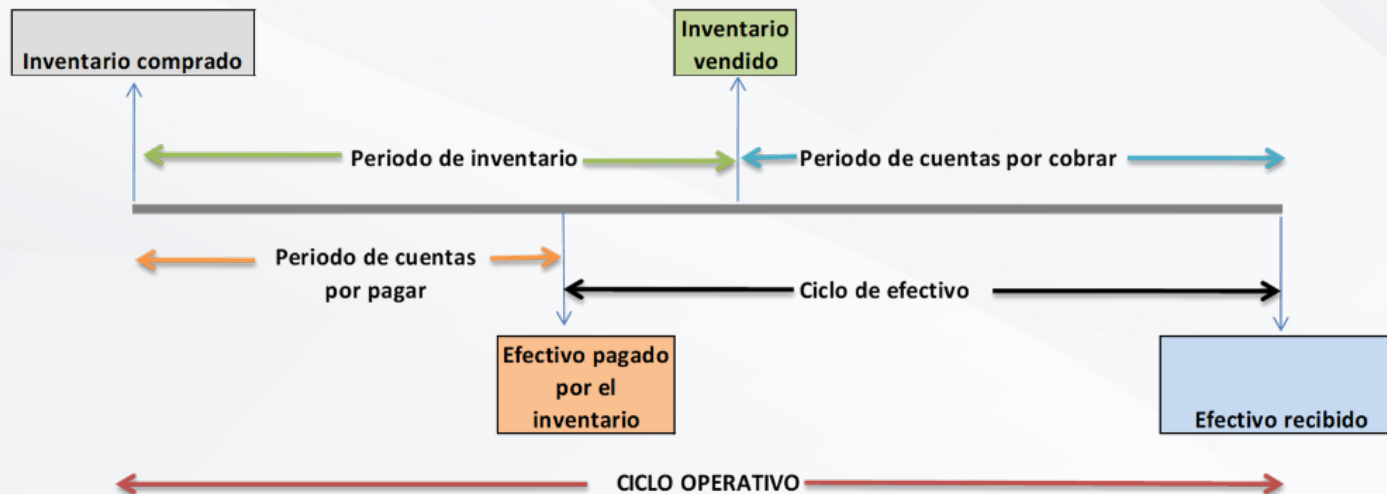 Inventario comprado
Inventario
vendido
Periodo de inventario
Periodo de cuentas por cobrar
Periodo de cuentas
por pagar
Ciclo de efectivo
Efectivo pagado
por el
inventario
Efectivo recibido
CICLO OPERATIVO